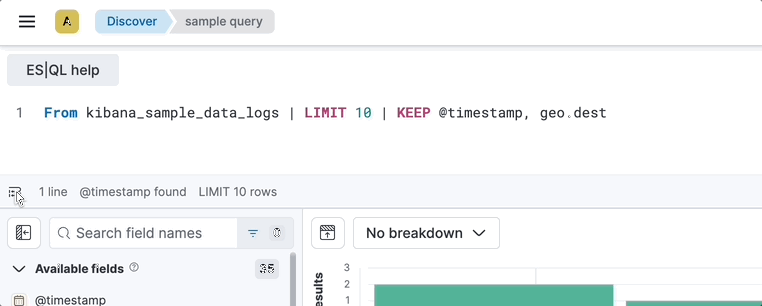 A Discover sample query
ES|QL help
1 From kibana_sample_data_logs | LIMIT 10 | KEEP @timestamp, geo.dest
1 line @timestamp found LIMIT 10 rows
Search field names 0 No breakdown
Available fields 35
3
2
1
sults
@timestamp